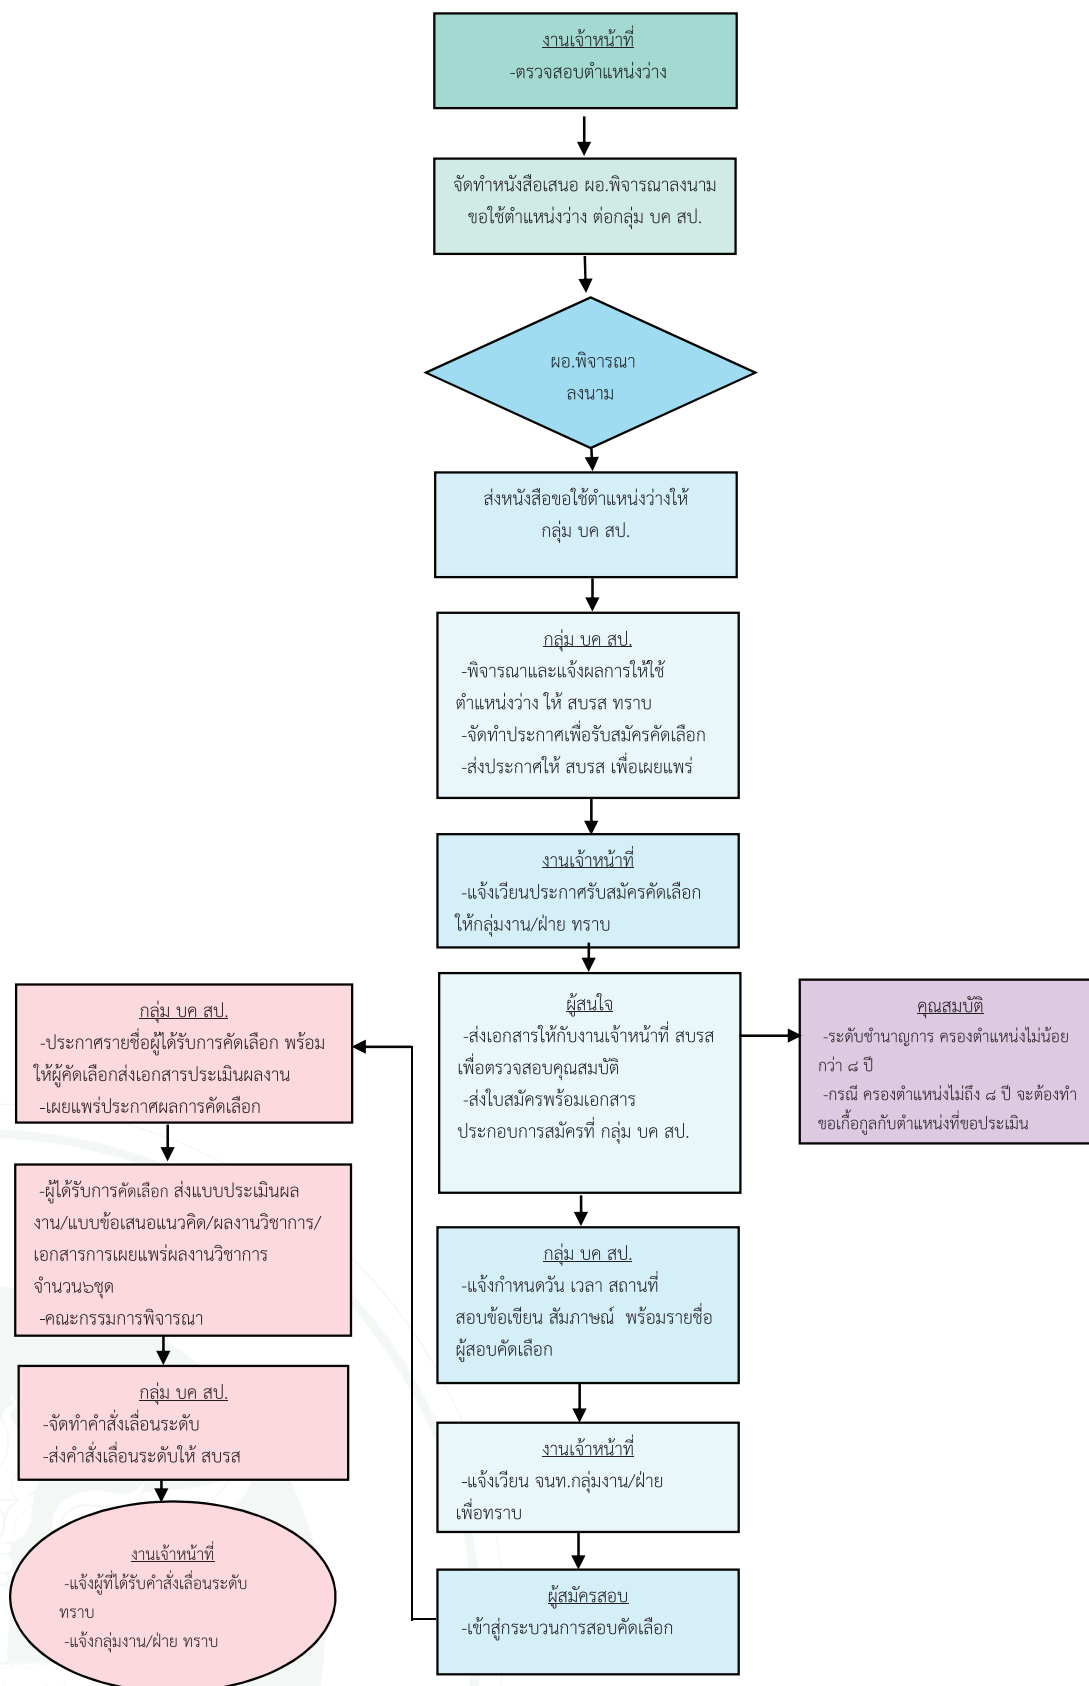 งานเจ้าหน้าที่
-ตรวจสอบตำแหน่งว่าง
จัดทำหนังสือเสนอ ผอ.พิจารณาลงนาม
ขอใช้ตำแหน่งว่าง ต่อกลุ่ม บค สป.
ผอ.พิจารณา
ลงนาม
ส่งหนังสือขอใช้ตำแหน่งว่างให้
กลุ่ม บค สป.
กลุ่ม บค สป.
-พิจารณาและแจ้งผลการให้ใช้
ตำแหน่งว่าง ให้ สบรส ทราบ
-จัดทำประกาศเพื่อรับสมัครคัดเลือก
-ส่งประกาศให้ สบรส เพื่อเผยแพร่
งานเจ้าหน้าที่
-แจ้งเวียนประกาศรับสมัครคัดเลือก
ให้กลุ่มงาน/ฝ่าย ทราบ
ผู้สนใจ
-ส่งเอกสารให้กับงานเจ้าหน้าที่ สบรส
เพื่อตรวจสอบคุณสมบัติ
-ส่งใบสมัครพร้อมเอกสาร
ประกอบการสมัครที่ กลุ่ม บค สป.
คุณสมบัติ
-ระดับชำนาญการ ครองตำแหน่งไม่น้อย
กว่า ๘ ปี
-กรณี ครองตำแหน่งไม่ถึง ๘ ปี จะต้องทำ
ขอเกื้อกูลกับตำแหน่งที่ขอประเมิน
กลุ่ม บค สป.
-แจ้งกำหนดวัน เวลา สถานที่
สอบข้อเขียน สัมภาษณ์ พร้อมรายชื่อ
ผู้สอบคัดเลือก
งานเจ้าหน้าที่
-แจ้งเวียน จนท.กลุ่มงาน/ฝ่าย
เพื่อทราบ
ผู้สมัครสอบ
-เข้าสู่กระบวนการสอบคัดเลือก
กลุ่ม บค สป.
-ประกาศรายชื่อผู้ได้รับการคัดเลือก พร้อม
ให้ผู้คัดเลือกส่งเอกสารประเมินผลงาน
-เผยแพร่ประกาศผลการคัดเลือก
-ผู้ได้รับการคัดเลือก ส่งแบบประเมินผล
งาน/แบบข้อเสนอแนวคิด/ผลงานวิชาการ/
เอกสารการเผยแพร่ผลงานวิชาการ
จำนวน๖ชุด
-คณะกรรมการพิจารณา
กลุ่ม บค สป.
-จัดทำคำสั่งเลื่อนระดับ
-ส่งคำสั่งเลื่อนระดับให้ สบรส
งานเจ้าหน้าที่
-แจ้งผู้ที่ได้รับคำสั่งเลื่อนระดับ
ทราบ
-แจ้งกลุ่มงาน/ฝ่าย ทราบ